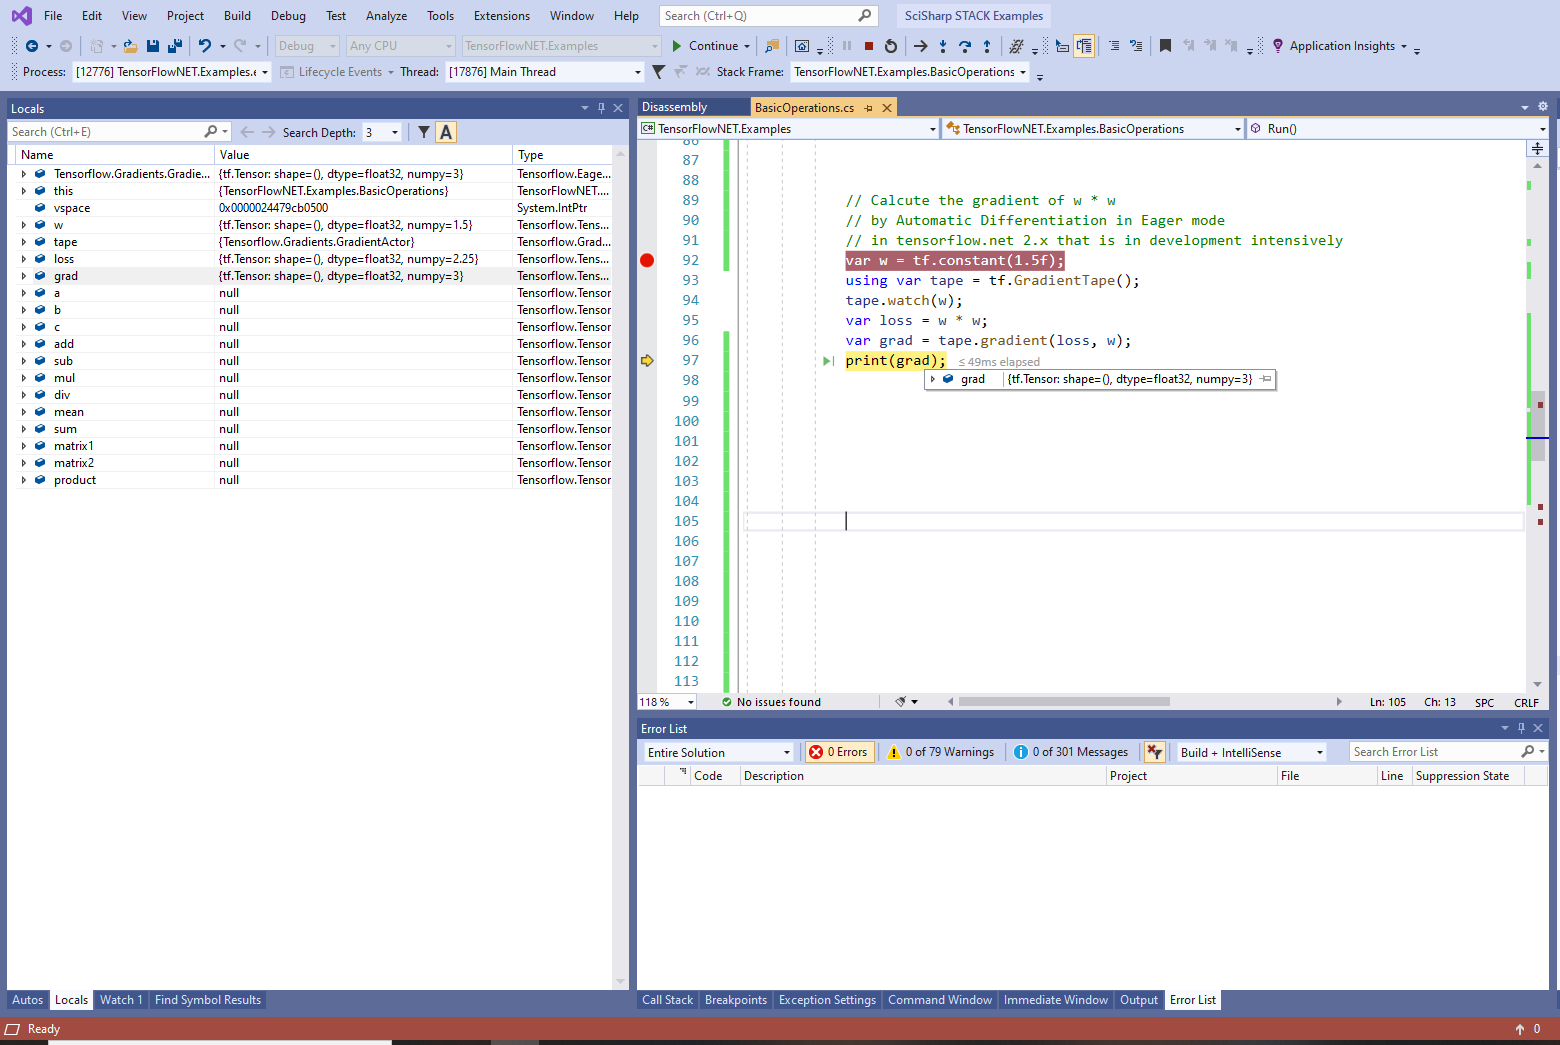 File Edit View Project Build Debug Test Analyze Tools Extensions Window Help Search (Ctrl+Q) SciSharp STACK Examples
Debug Any CPU TensorFlowNET.Examples Continue Application Insights
Process: [12776] TensorFlowNET.Examples.e Lifecycle Events Thread: [17876] Main Thread Stack Frame: TensorFlowNET.Examples.BasicOperations
Locals
Search (Ctrl+E) Search Depth: 3 A
Name Value Type
Tensorflow.Gradients.Gradie... {tf.Tensor: shape=(), dtype=float32, numpy=3} Tensorflow.Eage...
this {TensorFlowNET.Examples.BasicOperations} TensorFlowNET....
vspace 0x0000024479cb0500 System.IntPtr
w {tf.Tensor: shape=(), dtype=float32, numpy=1.5} Tensorflow.Tens...
tape {Tensorflow.Gradients.GradientActor} Tensorflow.Grad...
loss {tf.Tensor: shape=(), dtype=float32, numpy=2.25} Tensorflow.Tens...
grad {tf.Tensor: shape=(), dtype=float32, numpy=3} Tensorflow.Tens...
a null Tensorflow.Tensor
b null Tensorflow.Tensor
c null Tensorflow.Tensor
add null Tensorflow.Tensor
sub null Tensorflow.Tensor
mul null Tensorflow.Tensor
div null Tensorflow.Tensor
mean null Tensorflow.Tensor
sum null Tensorflow.Tensor
matrix1 null Tensorflow.Tensor
matrix2 null Tensorflow.Tensor
product null Tensorflow.Tensor
Autos Locals Watch 1 Find Symbol Results
Disassembly BasicOperations.cs
C# TensorFlowNET.Examples TensorFlowNET.Examples.BasicOperations Run()
86
87
88
89 // Calcute the gradient of w * w
90 // by Automatic Differentiation in Eager mode
91 // in tensorflow.net 2.x that is in development intensively
92 var w = tf.constant(1.5f);
93 using var tape = tf.GradientTape();
94 tape.watch(w);
95 var loss = w * w;
96 var grad = tape.gradient(loss, w);
97 print(grad); ≤ 49ms elapsed
98 grad {tf.Tensor: shape=(), dtype=float32, numpy=3}
99
100
101
102
103
104
105
106
107
108
109
110
111
112
113
118 % No issues found Ln: 105 Ch: 13 SPC CRLF
Error List
Entire Solution 0 Errors 0 of 79 Warnings 0 of 301 Messages Build + IntelliSense Search Error List
Code Description Project File Line Suppression State
Call Stack Breakpoints Exception Settings Command Window Immediate Window Output Error List
Ready 0